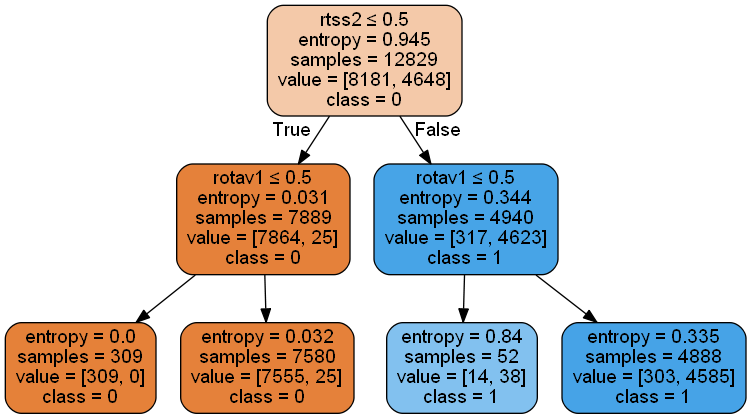 rtss2 ≤ 0.5
entropy = 0.945
samples = 12829
value = [8181, 4648]
class = 0
True
False
rotav1 ≤ 0.5
entropy = 0.031
samples = 7889
value = [7864, 25]
class = 0
rotav1 ≤ 0.5
entropy = 0.344
samples = 4940
value = [317, 4623]
class = 1
entropy = 0.0
samples = 309
value = [309, 0]
class = 0
entropy = 0.032
samples = 7580
value = [7555, 25]
class = 0
entropy = 0.84
samples = 52
value = [14, 38]
class = 1
entropy = 0.335
samples = 4888
value = [303, 4585]
class = 1